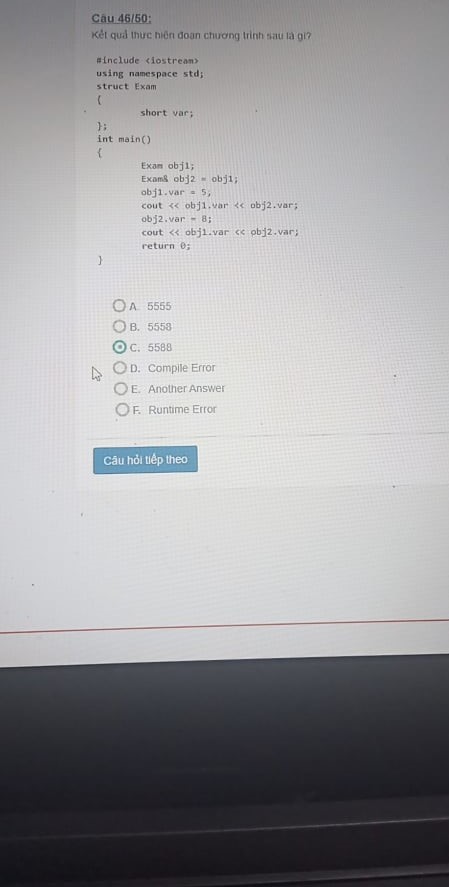 Câu 46/50:
Kết quả thực hiện đoạn chương trình sau là gì?
#include <iostream>
using namespace std;
struct Exam
{
short var;
};
int main()
{
Exam obj1;
Exam& obj2 = obj1;
obj1.var = 5;
cout << obj1.var << obj2.var;
obj2.var = 8;
cout << obj1.var << obj2.var;
return 0;
}
A. 5555
B. 5558
C. 5588
D. Compile Error
E. Another Answer
F. Runtime Error
Câu hỏi tiếp theo